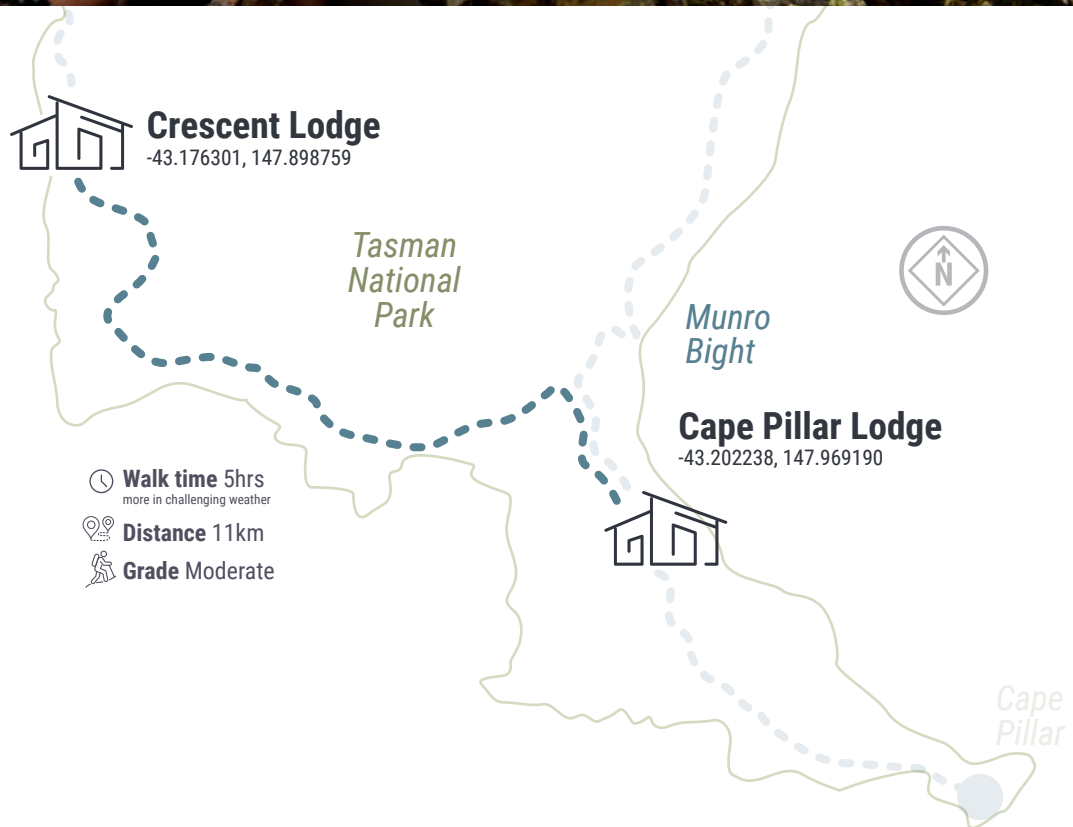 Crescent Lodge
-43.176301, 147.898759
Tasman
National
Park
N
Munro
Bight
Cape Pillar Lodge
-43.202238, 147.969190
Walk time 5hrs
more in challenging weather
Distance 11km
Grade Moderate
Cape
Pillar